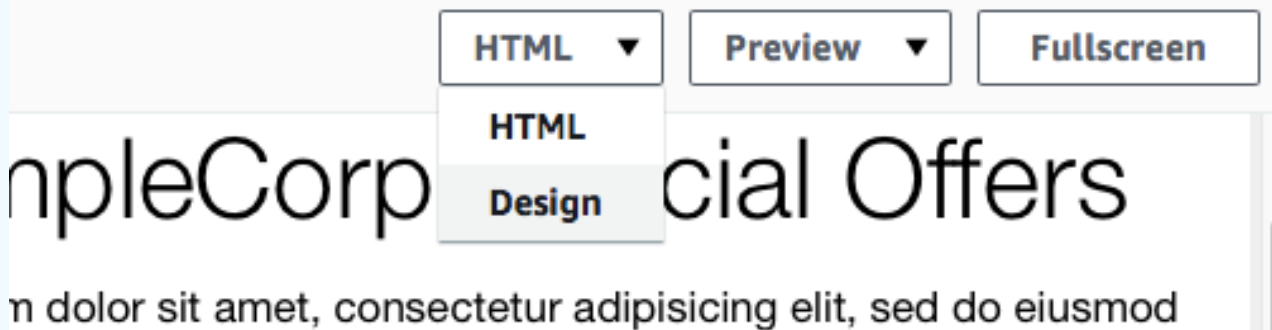 HTML Preview Fullscreen
HTML
npleCorp cial Offers
Design
m dolor sit amet, consectetur adipisicing elit, sed do eiusmod